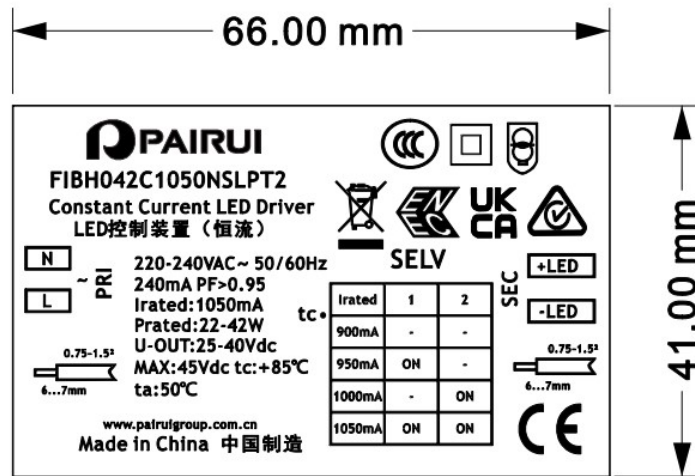 66.00 mm
PAIRUI
FIBH042C1050NSLPT2
Constant Current LED Driver
LED控制装置（恒流）
CCC
ENEC
UK
CA
SELV
N
L
~
PRI
220-240VAC~ 50/60Hz
240mA PF>0.95
Irated:1050mA
Prated:22-42W
U-OUT:25-40Vdc
MAX:45Vdc tc:+85℃
ta:50℃
tc•
Irated 1 2
900mA - -
950mA ON -
1000mA - ON
1050mA ON ON
SEC
+LED
-LED
0.75-1.5²
6...7mm
0.75-1.5²
6...7mm
www.pairuigroup.com.cn
Made in China 中国制造
CE
41.00 mm